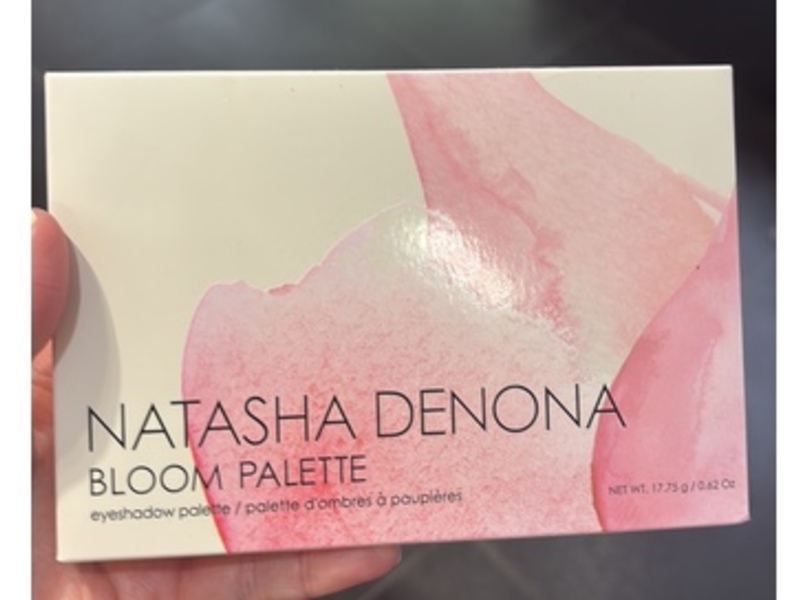 NATASHA DENONA
BLOOM PALETTE
eyeshadow palette / palette d'ombres à paupières
NET WT. 17.75 g / 0.62 Oz